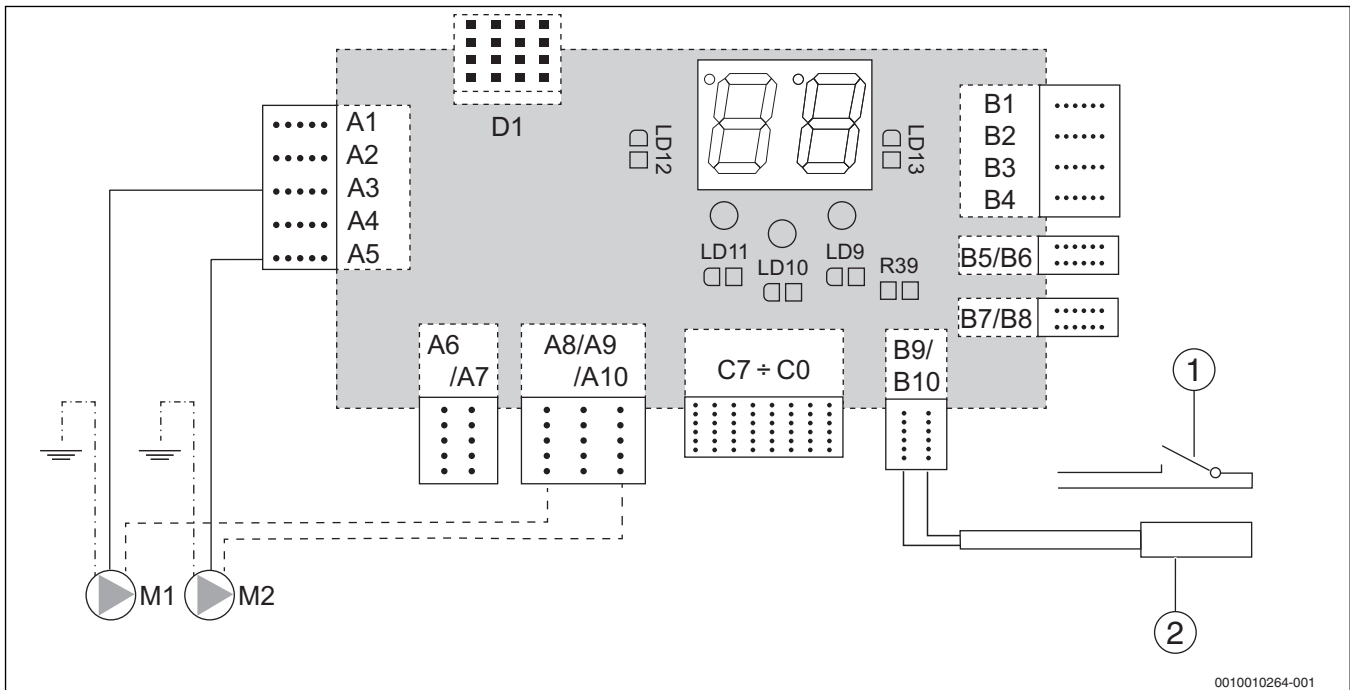 D1
A1
A2
A3
A4
A5
LD12
LD13
B1
B2
B3
B4
LD11
LD10
LD9
R39
B5/B6
B7/B8
A6
/A7
A8/A9
/A10
C7 ÷ C0
B9/
B10
1
M1
M2
2
0010010264-001